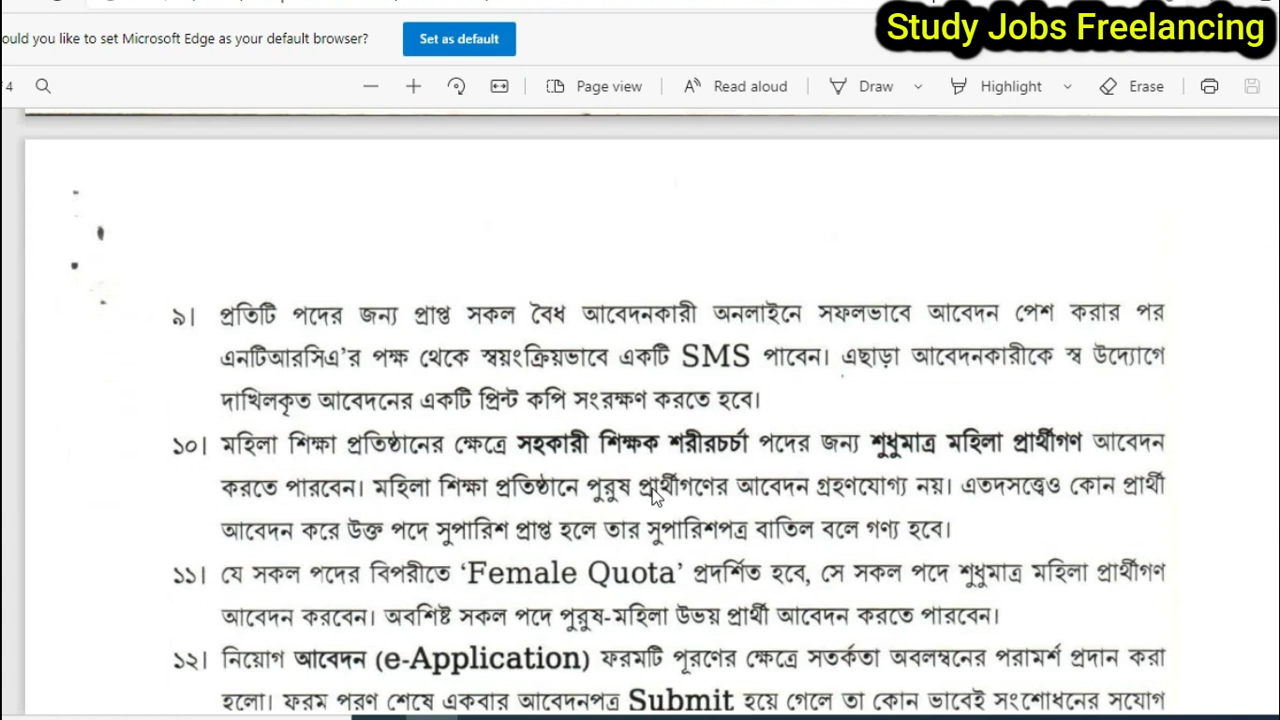 Study Jobs Freelancing
ould you like to set Microsoft Edge as your default browser?
Set as default
4
Page view
Read aloud
Draw
Highlight
Erase
৯। প্রতিটি পদের জন্য প্রাপ্ত সকল বৈধ আবেদনকারী অনলাইনে সফলভাবে আবেদন পেশ করার পর
এনটিআরসিএ’র পক্ষ থেকে স্বয়ংক্রিয়ভাবে একটি SMS পাবেন। এছাড়া আবেদনকারীকে স্ব উদ্যোগে
দাখিলকৃত আবেদনের একটি প্রিন্ট কপি সংরক্ষণ করতে হবে।
১০। মহিলা শিক্ষা প্রতিষ্ঠানের ক্ষেত্রে সহকারী শিক্ষক শরীরচর্চা পদের জন্য শুধুমাত্র মহিলা প্রার্থীগণ আবেদন
করতে পারবেন। মহিলা শিক্ষা প্রতিষ্ঠানে পুরুষ প্রার্থীগণের আবেদন গ্রহণযোগ্য নয়। এতদসত্ত্বেও কোন প্রার্থী
আবেদন করে উক্ত পদে সুপারিশ প্রাপ্ত হলে তার সুপারিশপত্র বাতিল বলে গণ্য হবে।
১১। যে সকল পদের বিপরীতে ‘Female Quota’ প্রদর্শিত হবে, সে সকল পদে শুধুমাত্র মহিলা প্রার্থীগণ
আবেদন করবেন। অবশিষ্ট সকল পদে পুরুষ-মহিলা উভয় প্রার্থী আবেদন করতে পারবেন।
১২। নিয়োগ আবেদন (e-Application) ফরমটি পূরণের ক্ষেত্রে সতর্কতা অবলম্বনের পরামর্শ প্রদান করা
হলো। ফরম পূরণ শেষে একবার আবেদনপত্র Submit হয়ে গেলে তা কোন ভাবেই সংশোধনের সুযোগ